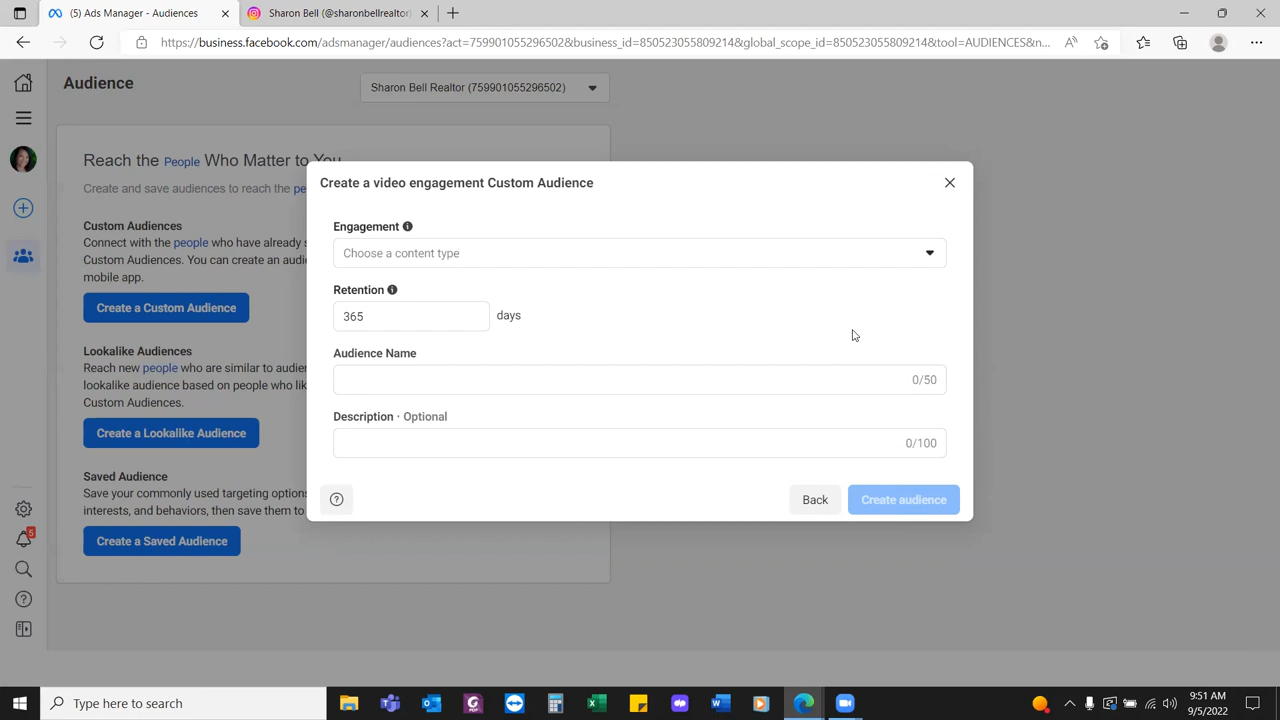 (5) Ads Manager - Audiences
Sharon Bell (@sharonbellrealtor)
https://business.facebook.com/adsmanager/audiences?act=759901055296502&business_id=850523055809214&global_scope_id=850523055809214&tool=AUDIENCES&n...
Audience
Sharon Bell Realtor (759901055296502)
Reach the People Who Matter to You
Create and save audiences to reach the pe
Custom Audiences
Connect with the people who have already s
Custom Audiences. You can create an audi
mobile app.
Create a Custom Audience
Lookalike Audiences
Reach new people who are similar to audien
lookalike audience based on people who lik
Custom Audiences.
Create a Lookalike Audience
Saved Audience
Save your commonly used targeting options
interests, and behaviors, then save them to
Create a Saved Audience
5
Create a video engagement Custom Audience
Engagement
Choose a content type
Retention
365 days
Audience Name
0/50
Description · Optional
0/100
Back
Create audience
Type here to search
9:51 AM
9/5/2022